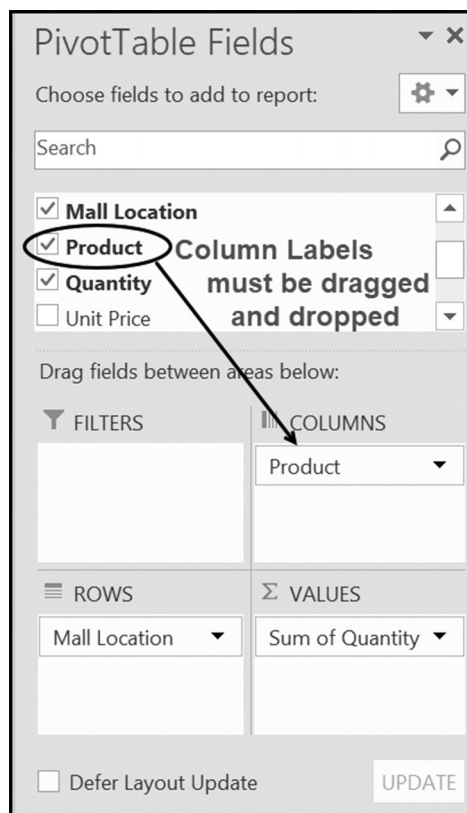 PivotTable Fields
Choose fields to add to report:
Search
Mall Location
Product
Column Labels
Quantity
must be dragged
Unit Price
and dropped
Drag fields between areas below:
FILTERS
COLUMNS
Product
ROWS
VALUES
Mall Location
Sum of Quantity
Defer Layout Update
UPDATE